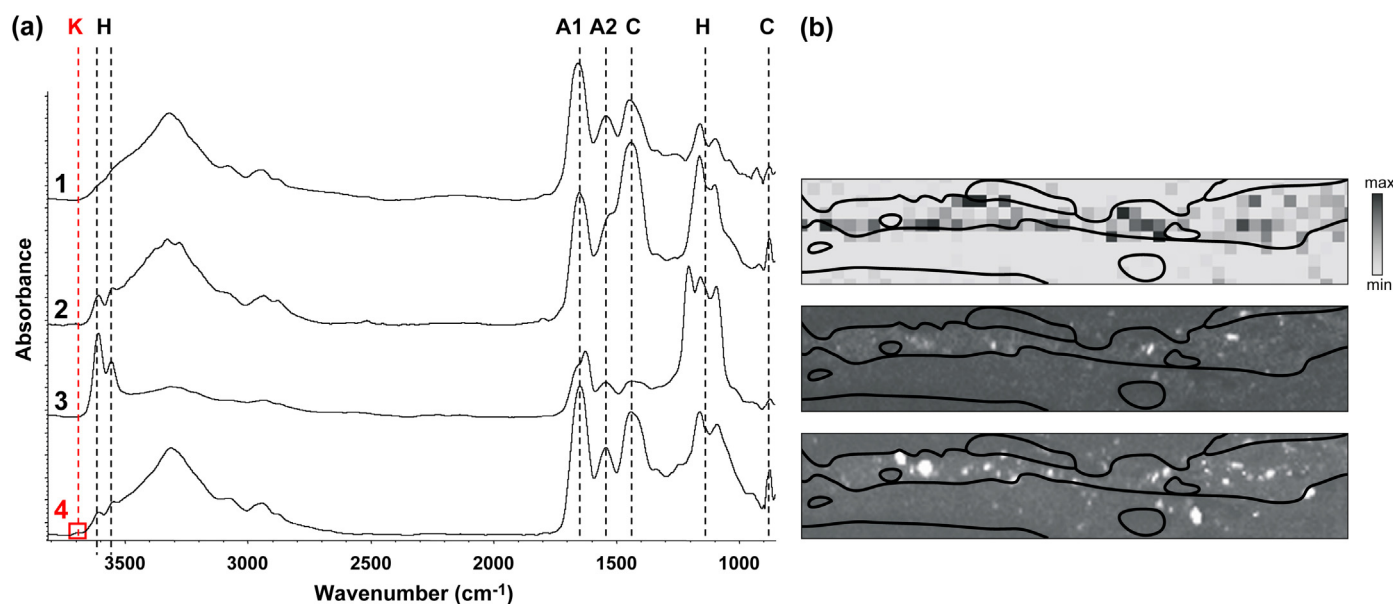 (a) K H A1 A2 C H C (b)
1
2
3
4
Absorbance
3500 3000 2500 2000 1500 1000
Wavenumber (cm-1)
max
min